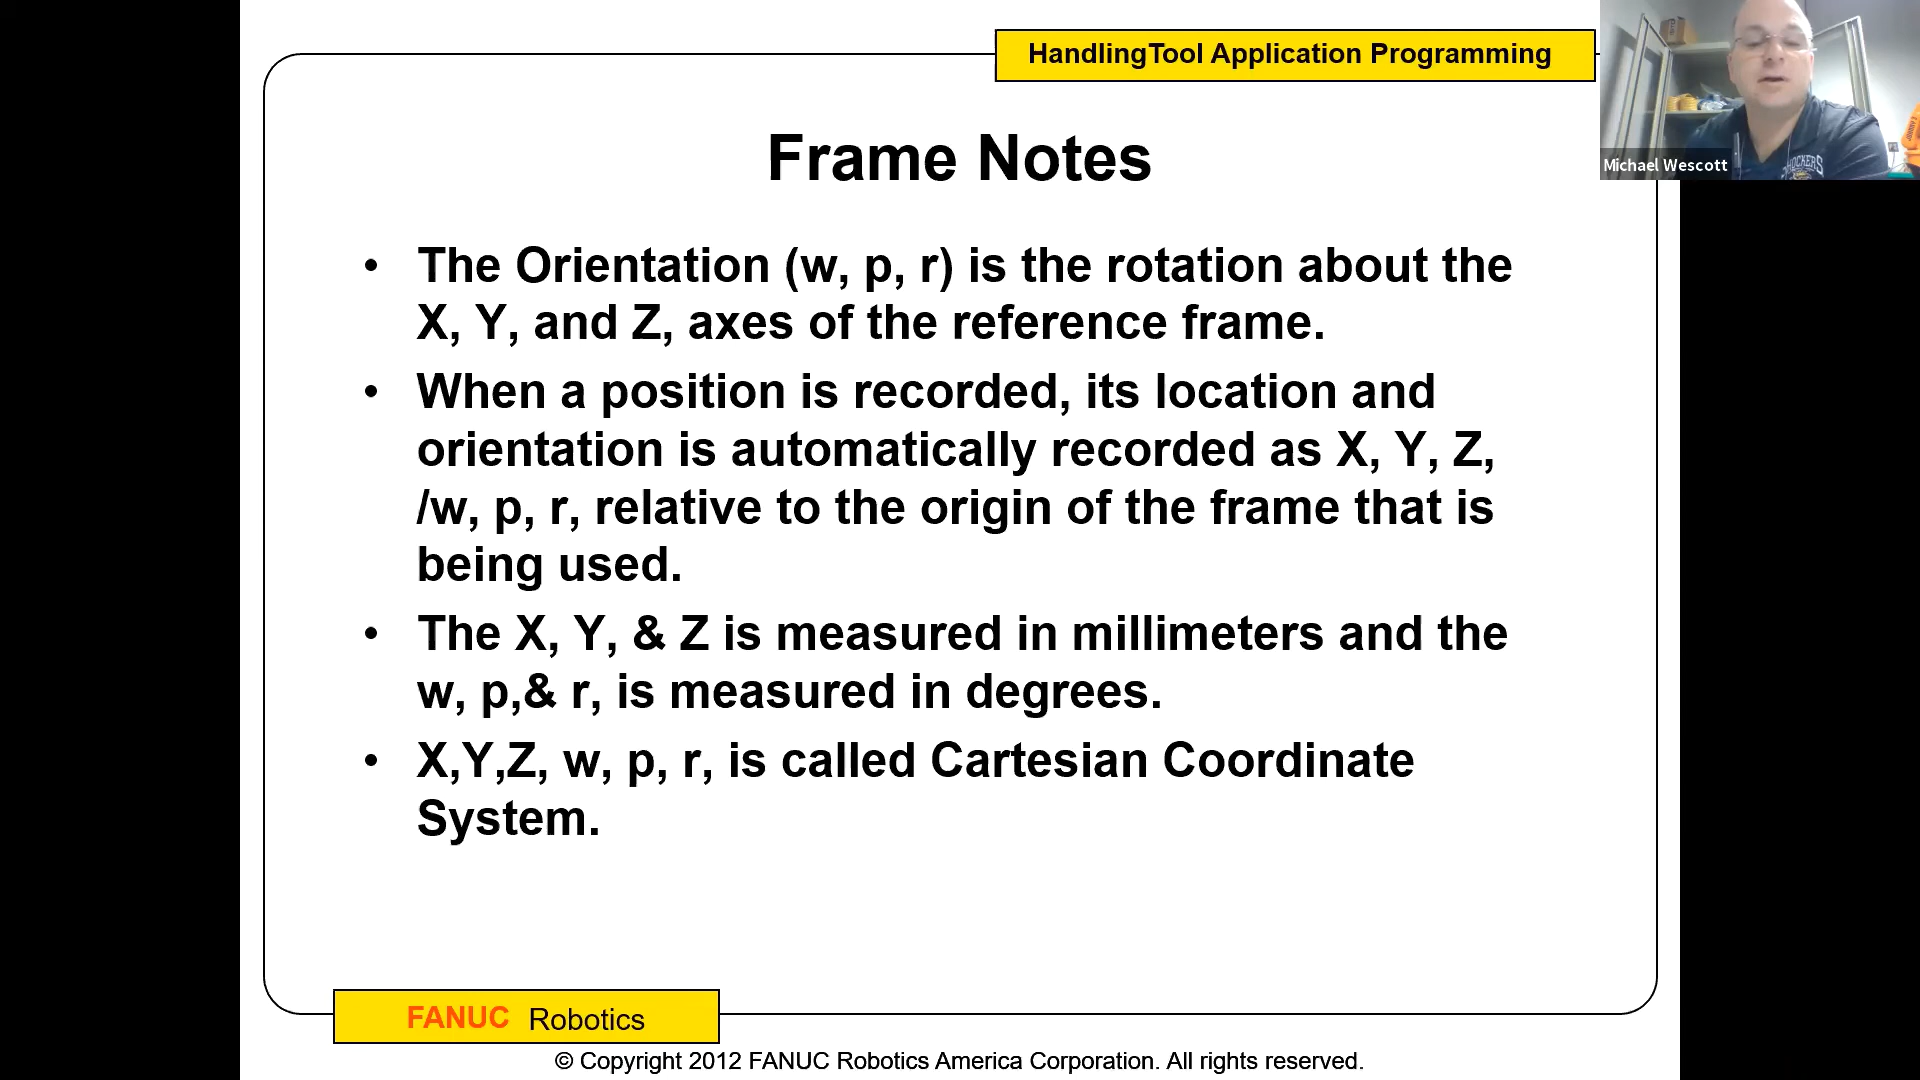 HandlingTool Application Programming
Michael Wescott
Frame Notes
• The Orientation (w, p, r) is the rotation about the
X, Y, and Z, axes of the reference frame.
• When a position is recorded, its location and
orientation is automatically recorded as X, Y, Z,
/w, p, r, relative to the origin of the frame that is
being used.
• The X, Y, & Z is measured in millimeters and the
w, p,& r, is measured in degrees.
• X,Y,Z, w, p, r, is called Cartesian Coordinate
System.
FANUC Robotics
© Copyright 2012 FANUC Robotics America Corporation. All rights reserved.